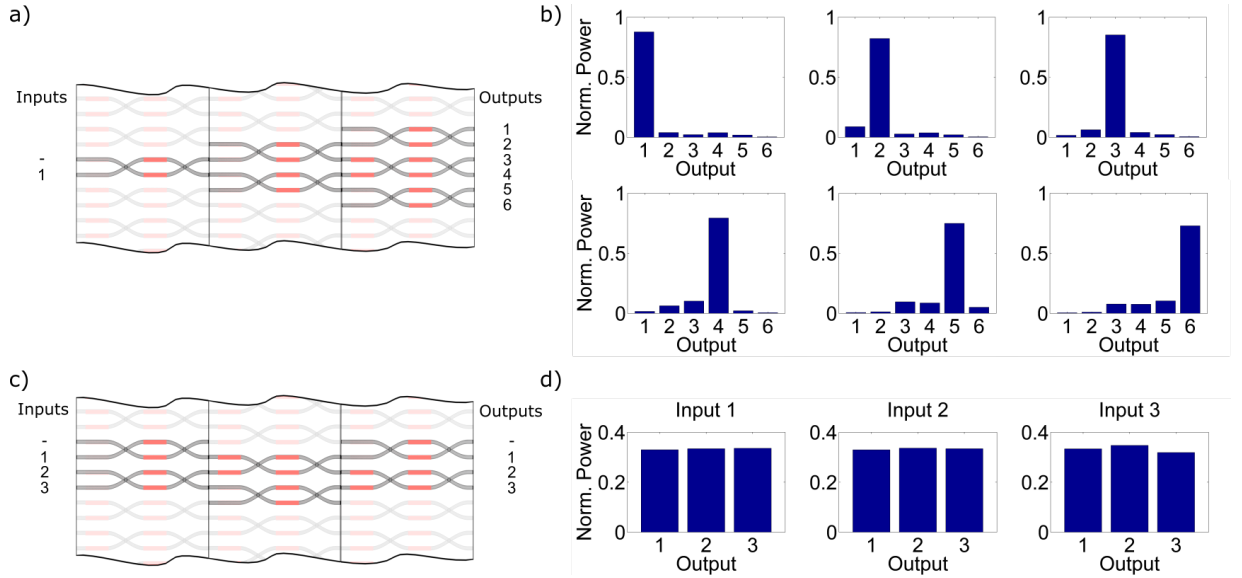 a)
Inputs
-
1
Outputs
1
2
3
4
5
6
b)
Norm. Power
1
0.5
0
1 2 3 4 5 6
Output
1
0.5
0
1 2 3 4 5 6
Output
1
0.5
0
1 2 3 4 5 6
Output
Norm. Power
1
0.5
0
1 2 3 4 5 6
Output
1
0.5
0
1 2 3 4 5 6
Output
1
0.5
0
1 2 3 4 5 6
Output
c)
Inputs
-
1
2
3
Outputs
-
1
2
3
d)
Input 1
Norm. Power
0.4
0.2
0
1 2 3
Output
Input 2
0.4
0.2
0
1 2 3
Output
Input 3
0.4
0.2
0
1 2 3
Output